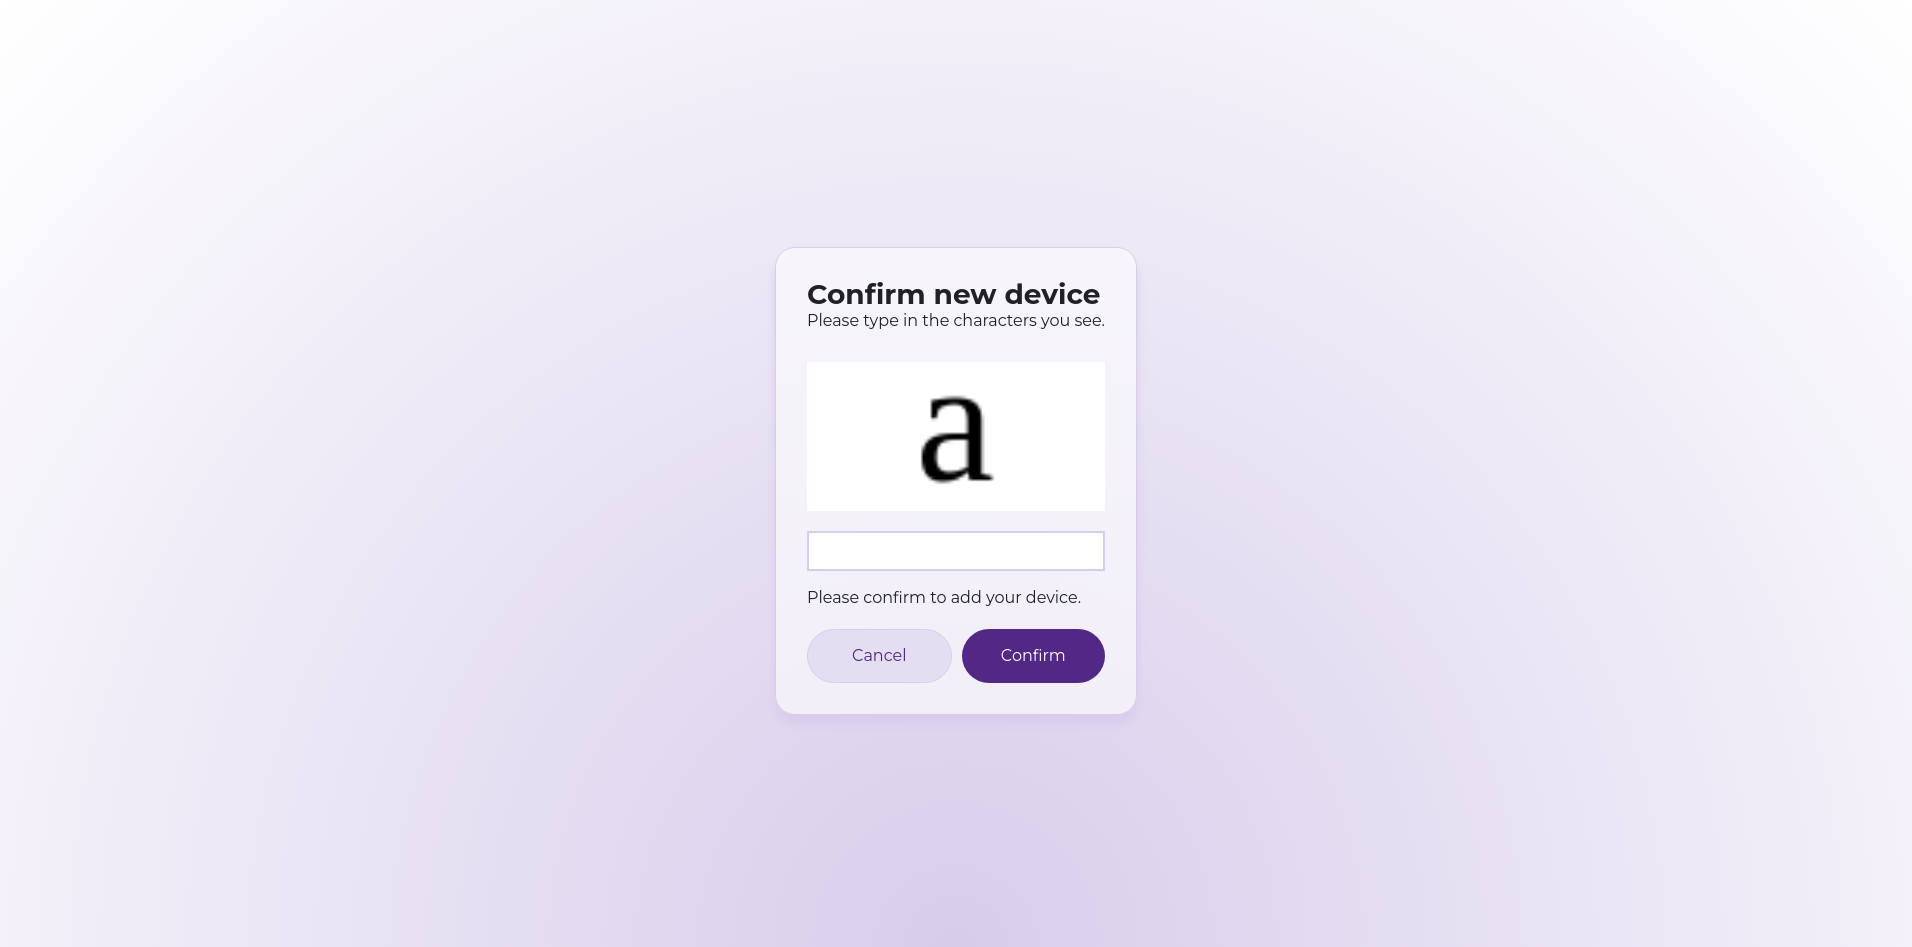 Confirm new device
Please type in the characters you see.
a
Please confirm to add your device.
Cancel
Confirm